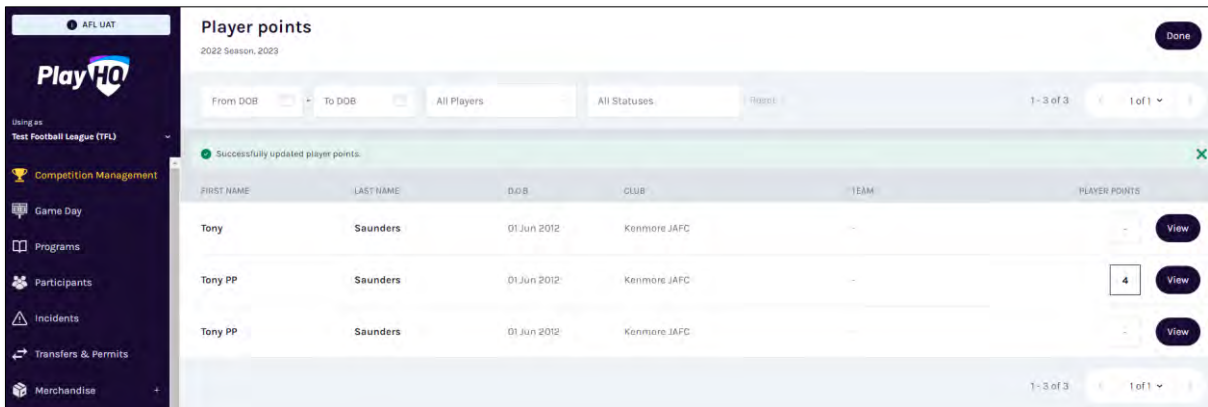 AFL UAT
PlayHQ
Using as
Test Football League (TFL)
Competition Management
Game Day
Programs
Participants
Incidents
Transfers & Permits
Merchandise +
Player points
2022 Season, 2023
Done
From DOB - To DOB All Players All Statuses Reset 1 - 3 of 3 1 of 1
Successfully updated player points.
FIRST NAME LAST NAME D.O.B. CLUB TEAM PLAYER POINTS
Tony Saunders 01 Jun 2012 Kenmore JAFC - - View
Tony PP Saunders 01 Jun 2012 Kenmore JAFC - 4 View
Tony PP Saunders 01 Jun 2012 Kenmore JAFC - - View
1 - 3 of 3 1 of 1